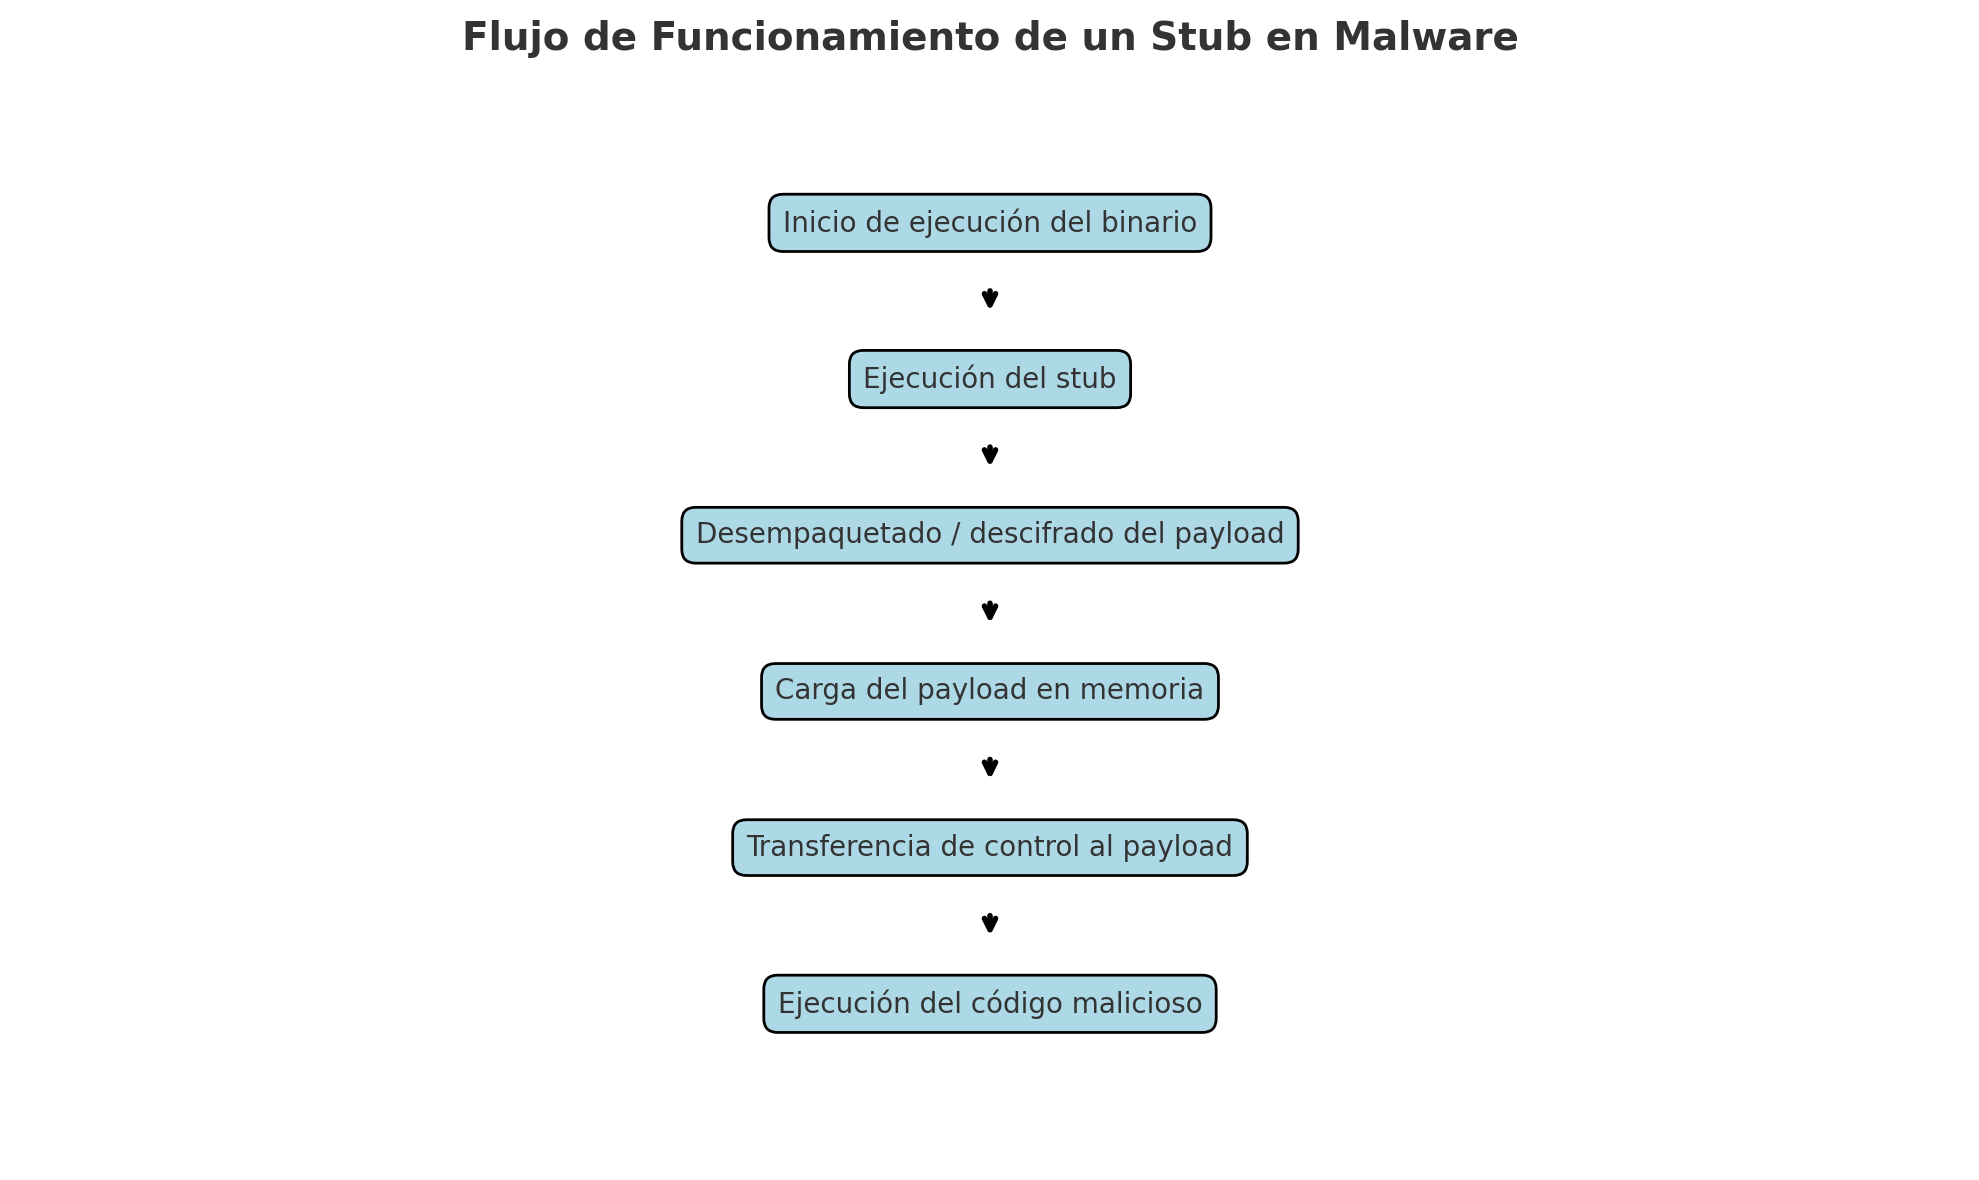 Flujo de Funcionamiento de un Stub en Malware
Inicio de ejecución del binario
Ejecución del stub
Desempaquetado / descifrado del payload
Carga del payload en memoria
Transferencia de control al payload
Ejecución del código malicioso